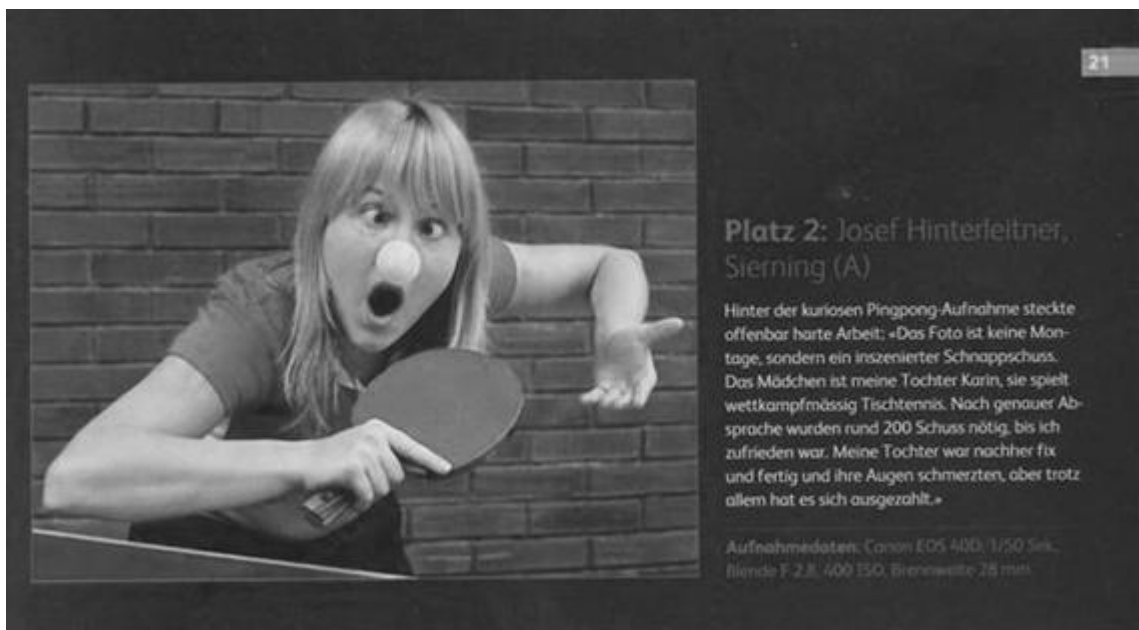 21
Platz 2: Josef Hinterleitner,
Sierning (A)
Hinter der kuriosen Pingpong-Aufnahme steckte
offenbar harte Arbeit: «Das Foto ist keine Mon-
tage, sondern ein inszenierter Schnappschuss.
Das Mädchen ist meine Tochter Karin, sie spielt
wettkampfmässig Tischtennis. Nach genauer Ab-
sprache wurden rund 200 Schuss nötig, bis ich
zufrieden war. Meine Tochter war nachher fix
und fertig und ihre Augen schmerzten, aber trotz
allem hat es sich ausgezahlt.»
Aufnahmedaten: Canon EOS 40D, 1/50 Sek.,
Blende F 2.8, 400 ISO, Brennweite 28 mm